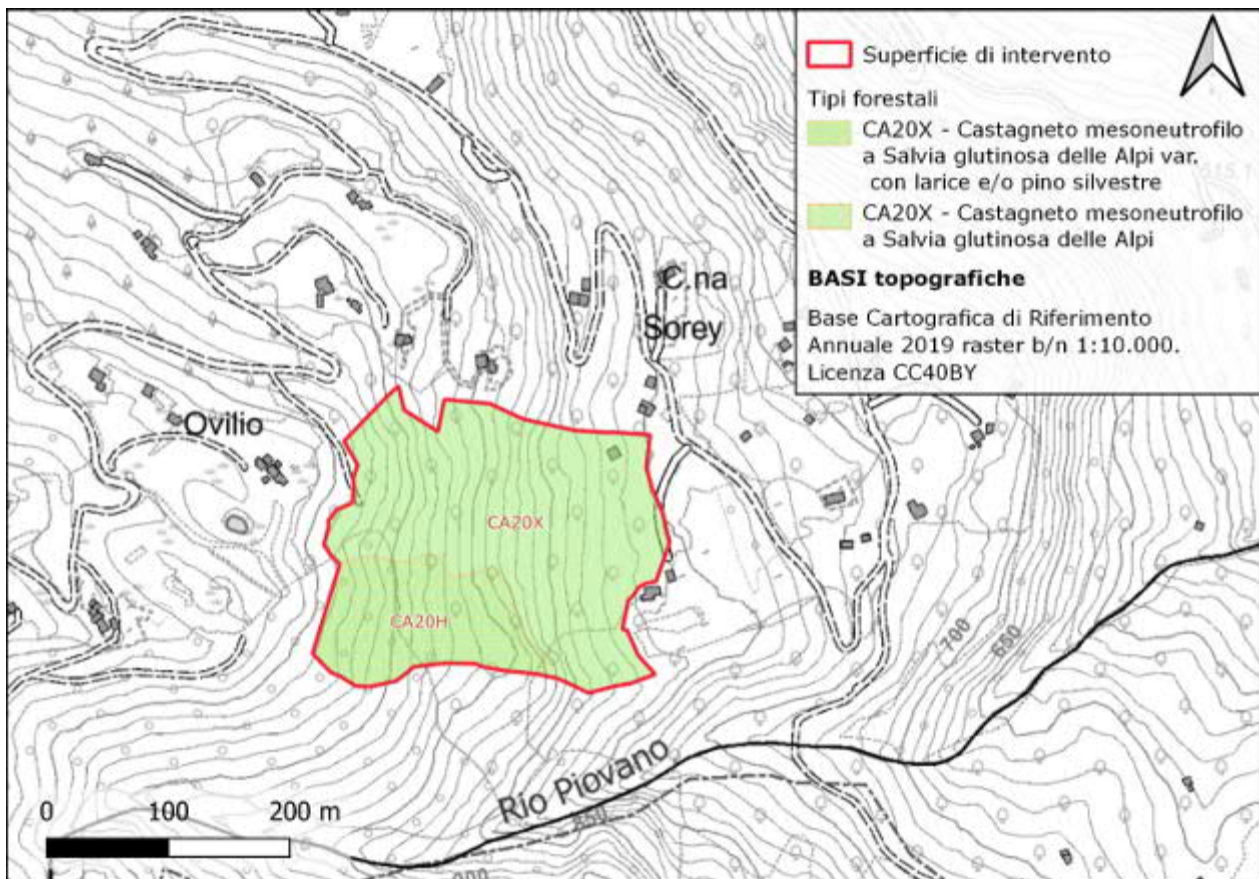 Superficie di intervento
Tipi forestali
CA20X - Castagneto mesoneutrofilo
a Salvia glutinosa delle Alpi var.
con larice e/o pino silvestre
CA20X - Castagneto mesoneutrofilo
a Salvia glutinosa delle Alpi
BASI topografiche
Base Cartografica di Riferimento
Annuale 2019 raster b/n 1:10.000.
Licenza CC40BY
C.na
Sorey
Ovilio
CA20X
CA20H
700
650
Rio Piovano
0 100 200 m